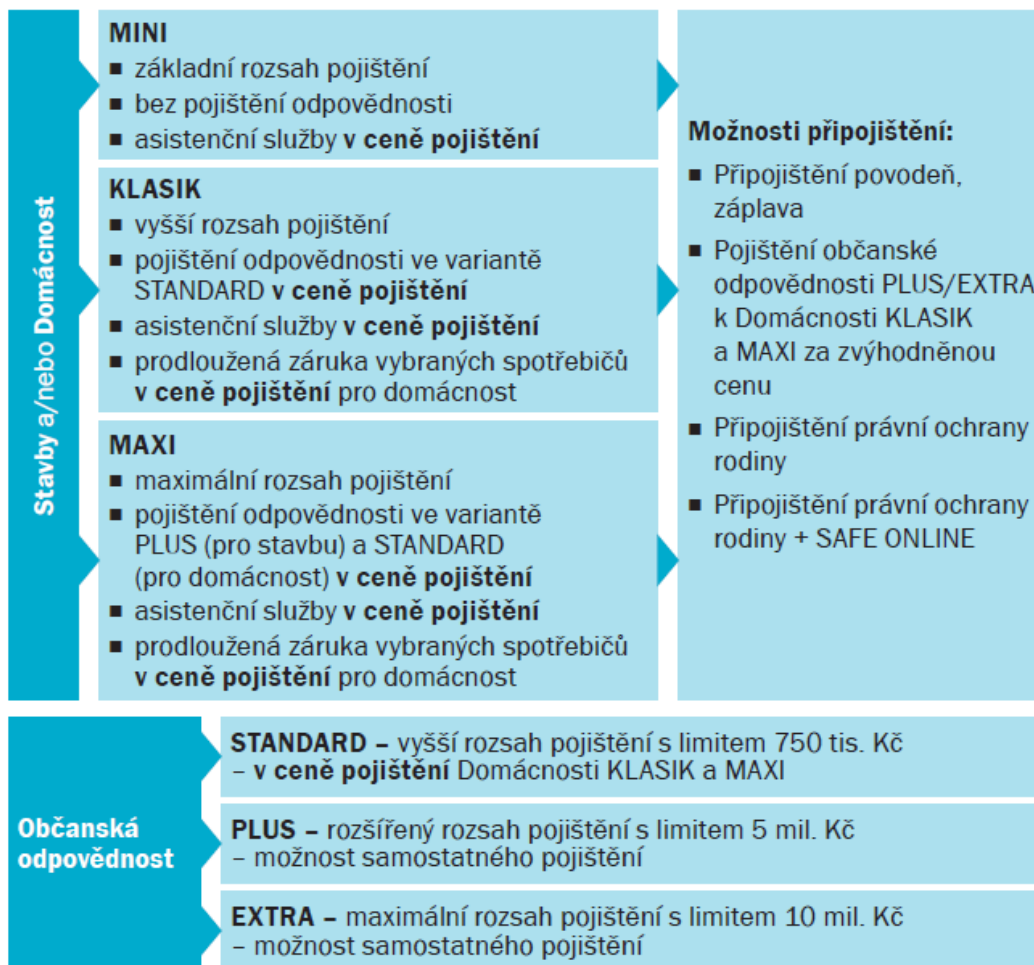 Stavby a/nebo Domácnost
MINI
■ základní rozsah pojištění
■ bez pojištění odpovědnosti
■ asistenční služby v ceně pojištění
KLASIK
■ vyšší rozsah pojištění
■ pojištění odpovědnosti ve variantě
STANDARD v ceně pojištění
■ asistenční služby v ceně pojištění
■ prodloužená záruka vybraných spotřebičů
v ceně pojištění pro domácnost
MAXI
■ maximální rozsah pojištění
■ pojištění odpovědnosti ve variantě
PLUS (pro stavbu) a STANDARD
(pro domácnost) v ceně pojištění
■ asistenční služby v ceně pojištění
■ prodloužená záruka vybraných spotřebičů
v ceně pojištění pro domácnost
Možnosti připojištění:
■ Připojištění povodeň,
záplava
■ Pojištění občanské
odpovědnosti PLUS/EXTRA
k Domácnosti KLASIK
a MAXI za zvýhodněnou
cenu
■ Připojištění právní ochrany
rodiny
■ Připojištění právní ochrany
rodiny + SAFE ONLINE
Občanská
odpovědnost
STANDARD – vyšší rozsah pojištění s limitem 750 tis. Kč
– v ceně pojištění Domácnosti KLASIK a MAXI
PLUS – rozšířený rozsah pojištění s limitem 5 mil. Kč
– možnost samostatného pojištění
EXTRA – maximální rozsah pojištění s limitem 10 mil. Kč
– možnost samostatného pojištění